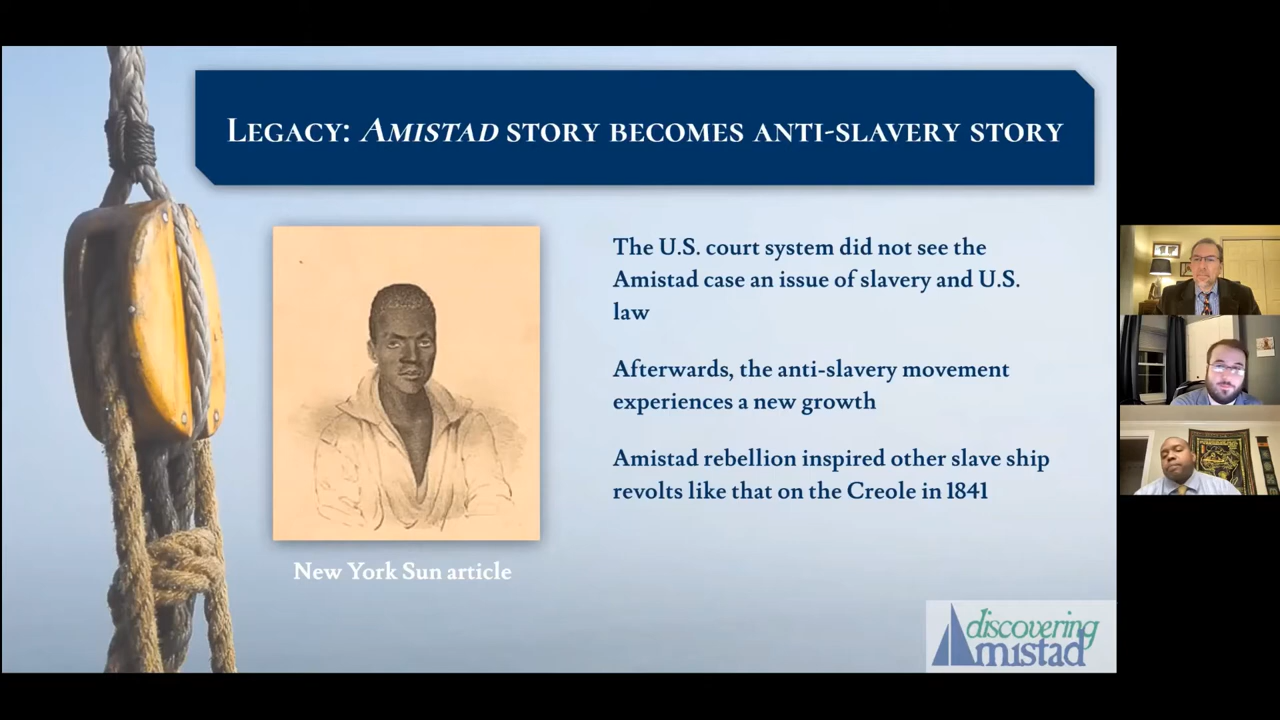 Legacy: Amistad story becomes anti-slavery story
The U.S. court system did not see the
Amistad case an issue of slavery and U.S.
law
Afterwards, the anti-slavery movement
experiences a new growth
Amistad rebellion inspired other slave ship
revolts like that on the Creole in 1841
New York Sun article
discovering
Amistad